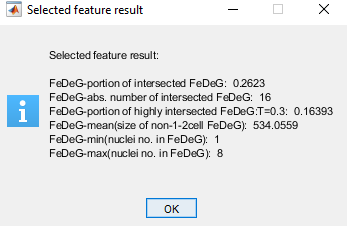 Selected feature result
Selected feature result:
FeDeG-portion of intersected FeDeG: 0.2623
FeDeG-abs. number of intersected FeDeG: 16
FeDeG-portion of highly intersected FeDeG:T=0.3: 0.16393
FeDeG-mean(size of non-1-2cell FeDeG): 534.0559
FeDeG-min(nuclei no. in FeDeG): 1
FeDeG-max(nuclei no. in FeDeG): 8
OK